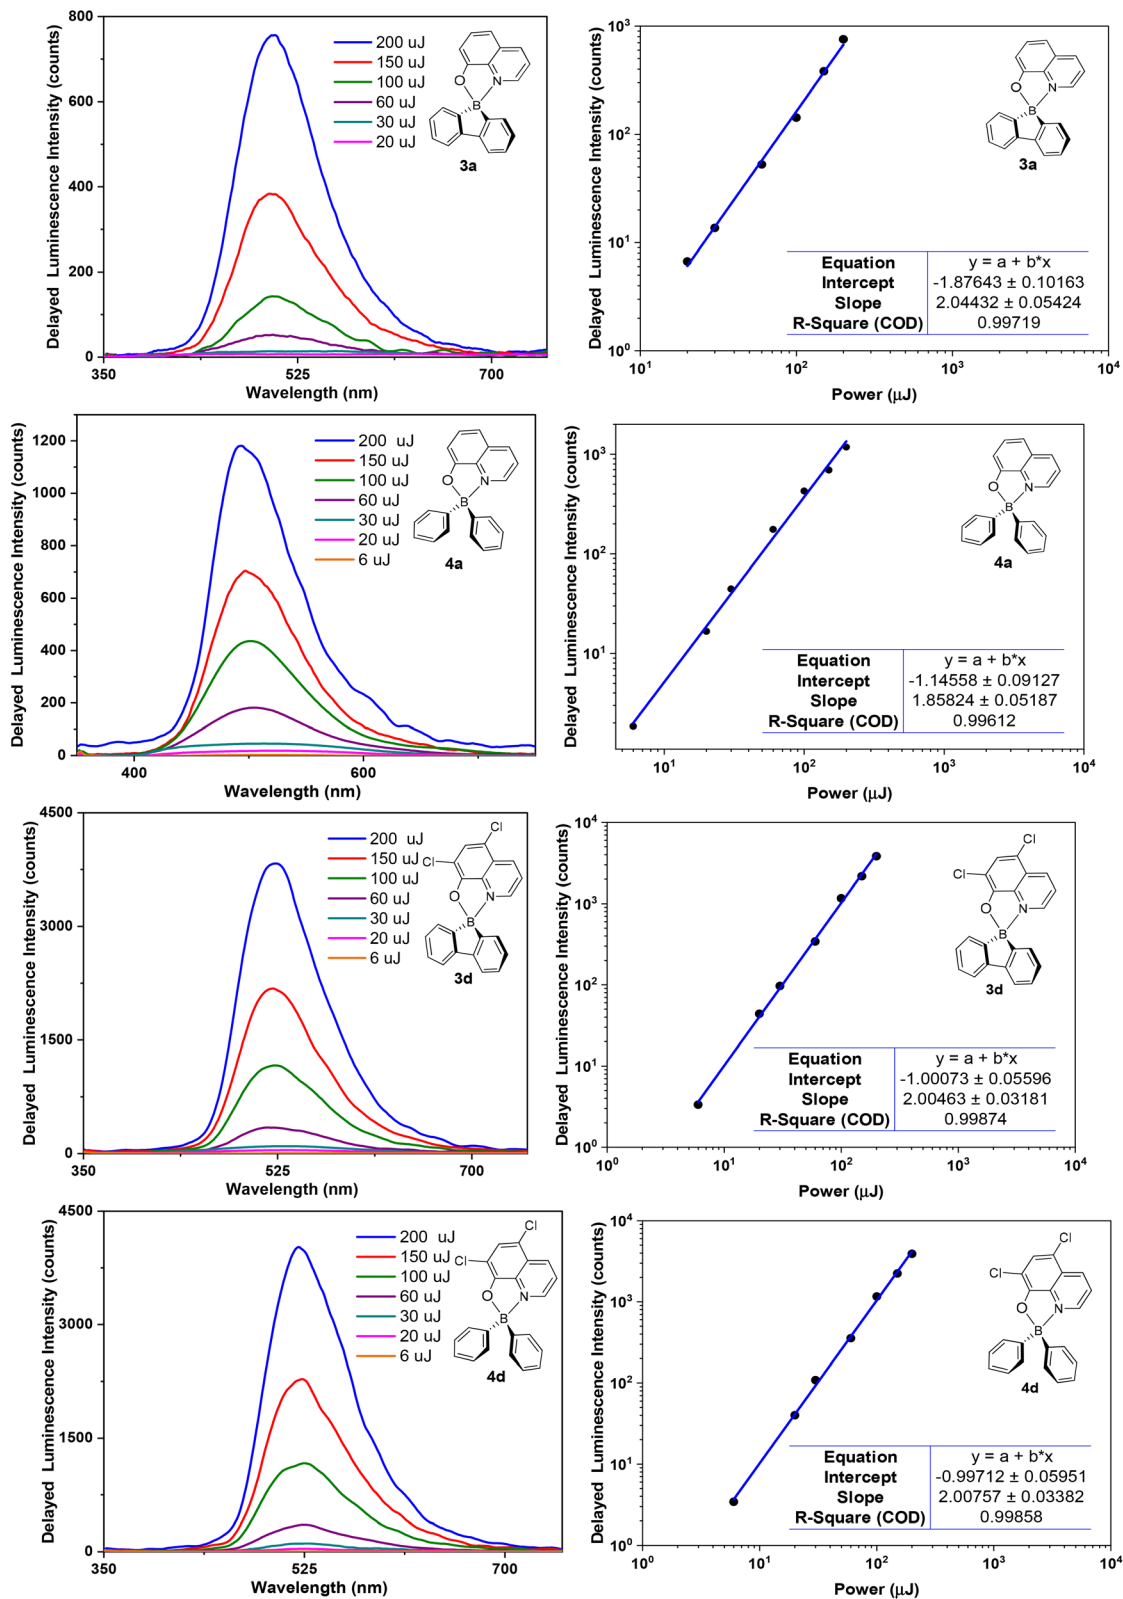 800
600
400
200
0
350
525
700
Wavelength (nm)
Delayed Luminescence Intensity (counts)
200 uJ
150 uJ
100 uJ
60 uJ
30 uJ
20 uJ
O
N
B
3a
10³
10²
10¹
10⁰
10¹
10²
10³
10⁴
Power (µJ)
Delayed Luminescence Intensity (counts)
O
N
B
3a
Equation y = a + b*x
Intercept -1.87643 ± 0.10163
Slope 2.04432 ± 0.05424
R-Square (COD) 0.99719
1200
1000
800
600
400
200
0
400
600
Wavelength (nm)
Delayed Luminescence Intensity (counts)
200 uJ
150 uJ
100 uJ
60 uJ
30 uJ
20 uJ
6 uJ
O
N
B
4a
10³
10²
10¹
10¹
10²
10³
10⁴
Power (µJ)
Delayed Luminescence Intensity (counts)
O
N
B
4a
Equation y = a + b*x
Intercept -1.14558 ± 0.09127
Slope 1.85824 ± 0.05187
R-Square (COD) 0.99612
4500
3000
1500
0
350
525
700
Wavelength (nm)
Delayed Luminescence Intensity (counts)
200 uJ
150 uJ
100 uJ
60 uJ
30 uJ
20 uJ
6 uJ
Cl
Cl
O
N
B
3d
10⁴
10³
10²
10¹
10⁰
10⁰
10¹
10²
10³
10⁴
Power (µJ)
Delayed Luminescence Intensity (counts)
Cl
Cl
O
N
B
3d
Equation y = a + b*x
Intercept -1.00073 ± 0.05596
Slope 2.00463 ± 0.03181
R-Square (COD) 0.99874
4500
3000
1500
0
350
525
700
Wavelength (nm)
Delayed Luminescence Intensity (counts)
200 uJ
150 uJ
100 uJ
60 uJ
30 uJ
20 uJ
6 uJ
Cl
Cl
O
N
B
4d
10⁴
10³
10²
10¹
10⁰
10⁰
10¹
10²
10³
10⁴
Power (µJ)
Delayed Luminescence Intensity (counts)
Cl
Cl
O
N
B
4d
Equation y = a + b*x
Intercept -0.99712 ± 0.05951
Slope 2.00757 ± 0.03382
R-Square (COD) 0.99858